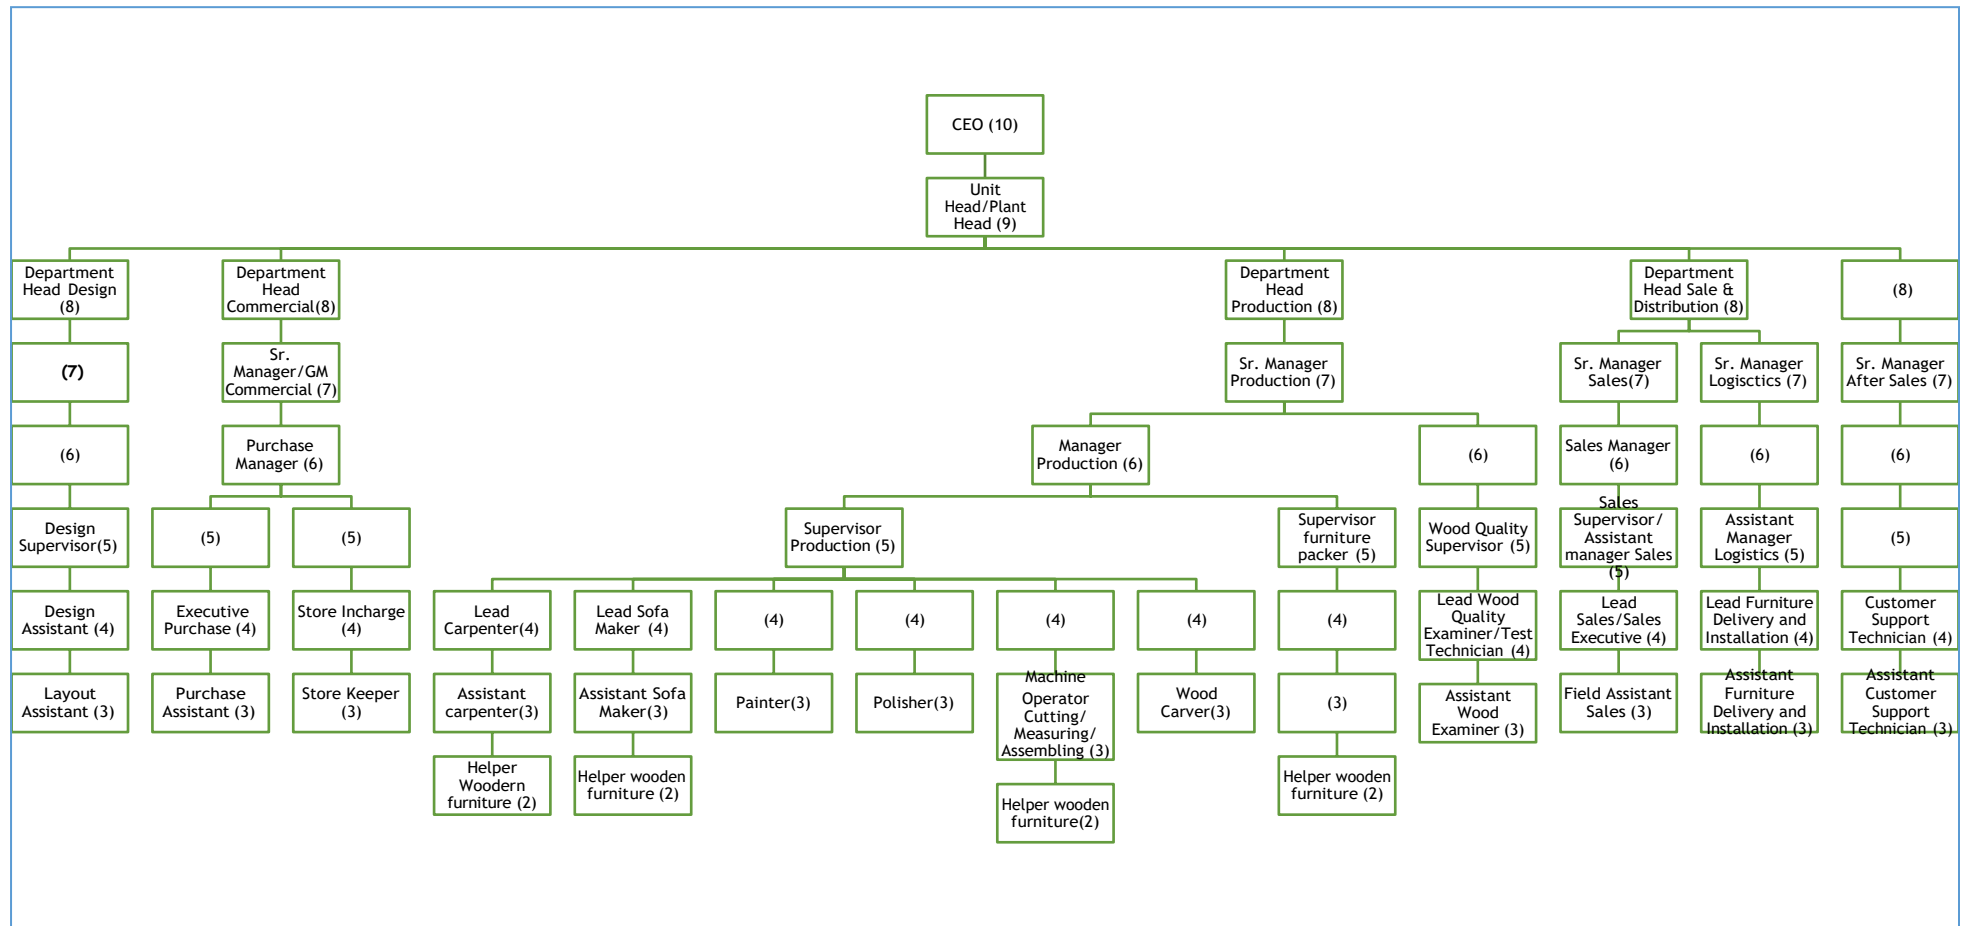 CEO (10)
Unit
Head/Plant
Head (9)
Department
Head Design
(8)
Department
Head
Commercial(8)
Department
Head
Production (8)
Department
Head Sale &
Distribution (8)
(8)
(7)
Sr.
Manager/GM
Commercial (7)
Sr. Manager
Production (7)
Sr. Manager
Sales(7)
Sr. Manager
Logisctics (7)
Sr. Manager
After Sales (7)
(6)
Purchase
Manager (6)
Manager
Production (6)
(6)
Sales Manager
(6)
(6)
(6)
Design
Supervisor(5)
(5)
(5)
Supervisor
Production (5)
Supervisor
furniture
packer (5)
Wood Quality
Supervisor (5)
Sales
Supervisor/
Assistant
manager Sales
(5)
Assistant
Manager
Logistics (5)
(5)
Design
Assistant (4)
Executive
Purchase (4)
Store Incharge
(4)
Lead
Carpenter(4)
Lead Sofa
Maker (4)
(4)
(4)
(4)
(4)
(4)
Lead Wood
Quality
Examiner/Test
Technician (4)
Lead
Sales/Sales
Executive (4)
Lead Furniture
Delivery and
Installation (4)
Customer
Support
Technician (4)
Layout
Assistant (3)
Purchase
Assistant (3)
Store Keeper
(3)
Assistant
carpenter(3)
Assistant Sofa
Maker(3)
Painter(3)
Polisher(3)
Machine
Operator
Cutting/
Measuring/
Assembling (3)
Wood
Carver(3)
(3)
Assistant
Wood
Examiner (3)
Field Assistant
Sales (3)
Assistant
Furniture
Delivery and
Installation (3)
Assistant
Customer
Support
Technician (3)
Helper
Woodern
furniture (2)
Helper wooden
furniture (2)
Helper wooden
furniture(2)
Helper wooden
furniture (2)